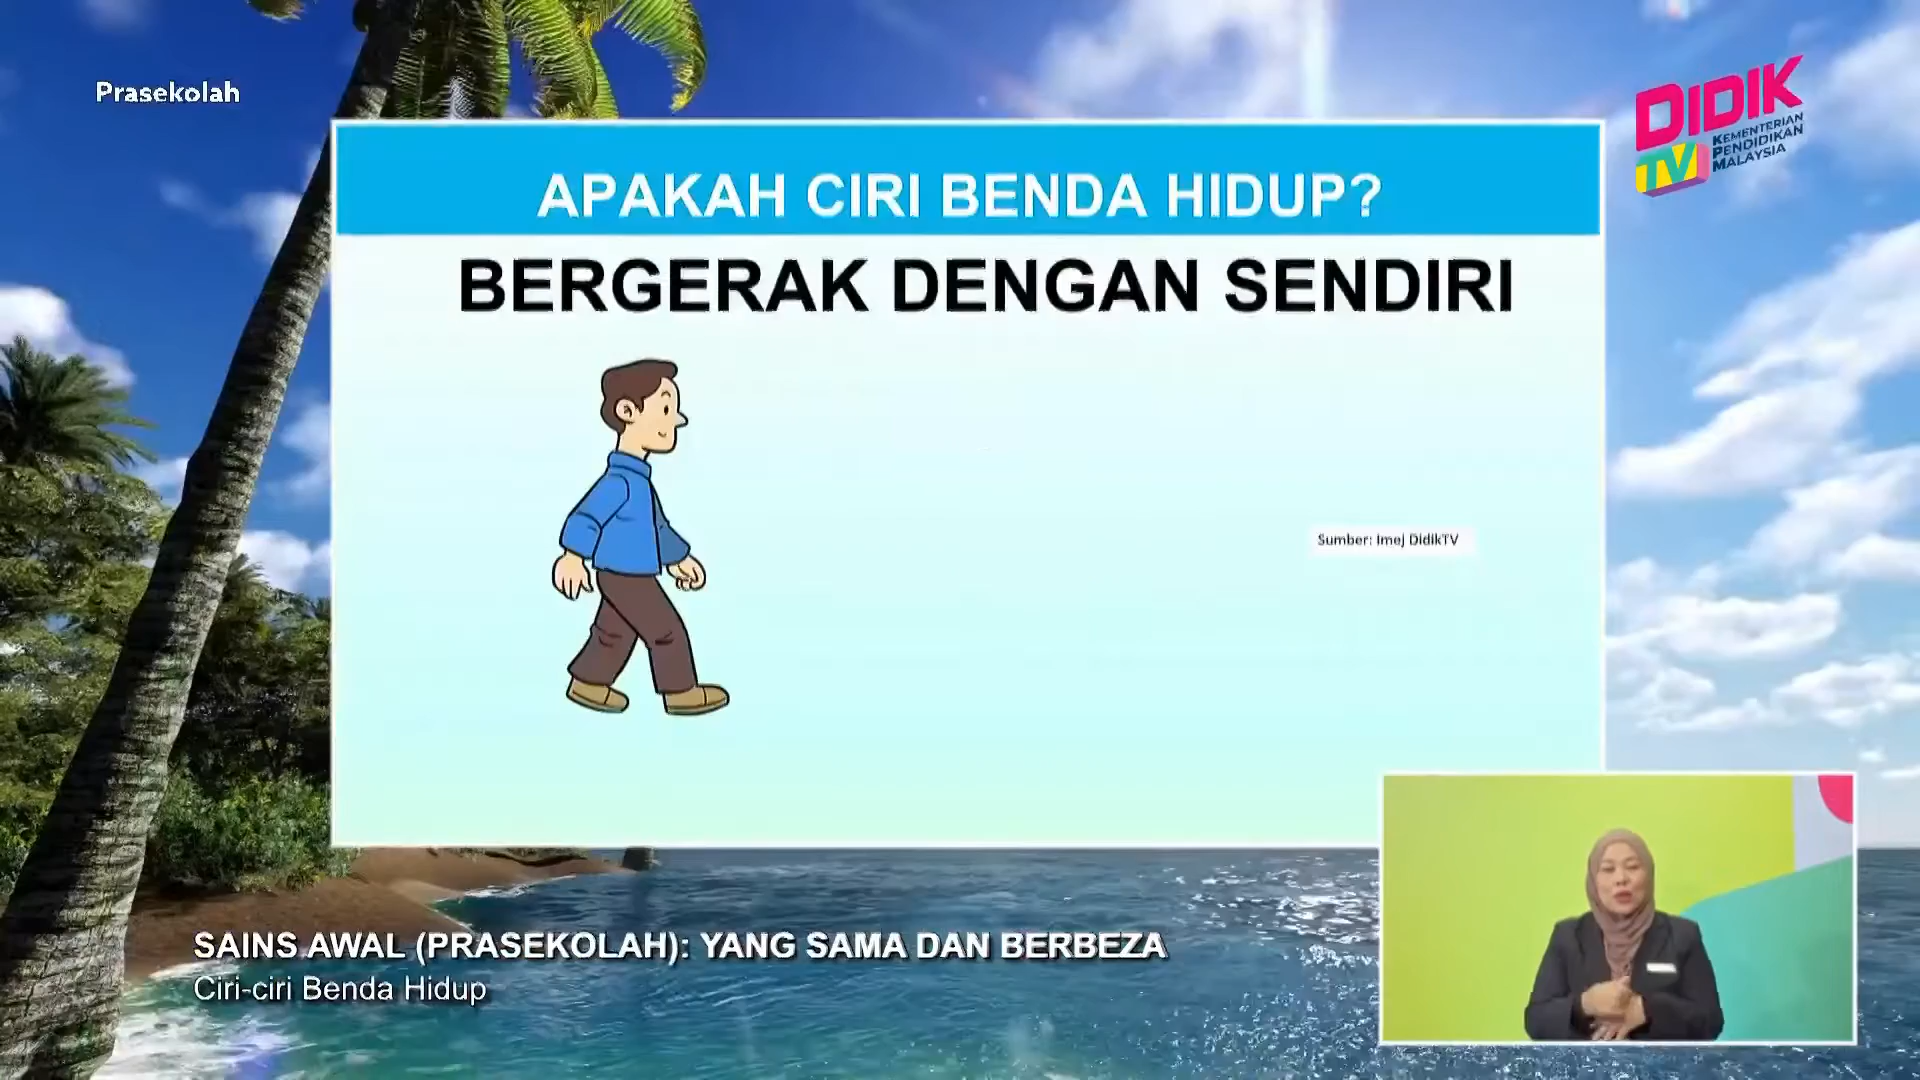 Prasekolah
DIDIK
TV
KEMENTERIAN
PENDIDIKAN
MALAYSIA
APAKAH CIRI BENDA HIDUP?
BERGERAK DENGAN SENDIRI
Sumber: Imej DidikTV
SAINS AWAL (PRASEKOLAH): YANG SAMA DAN BERBEZA
Ciri-ciri Benda Hidup